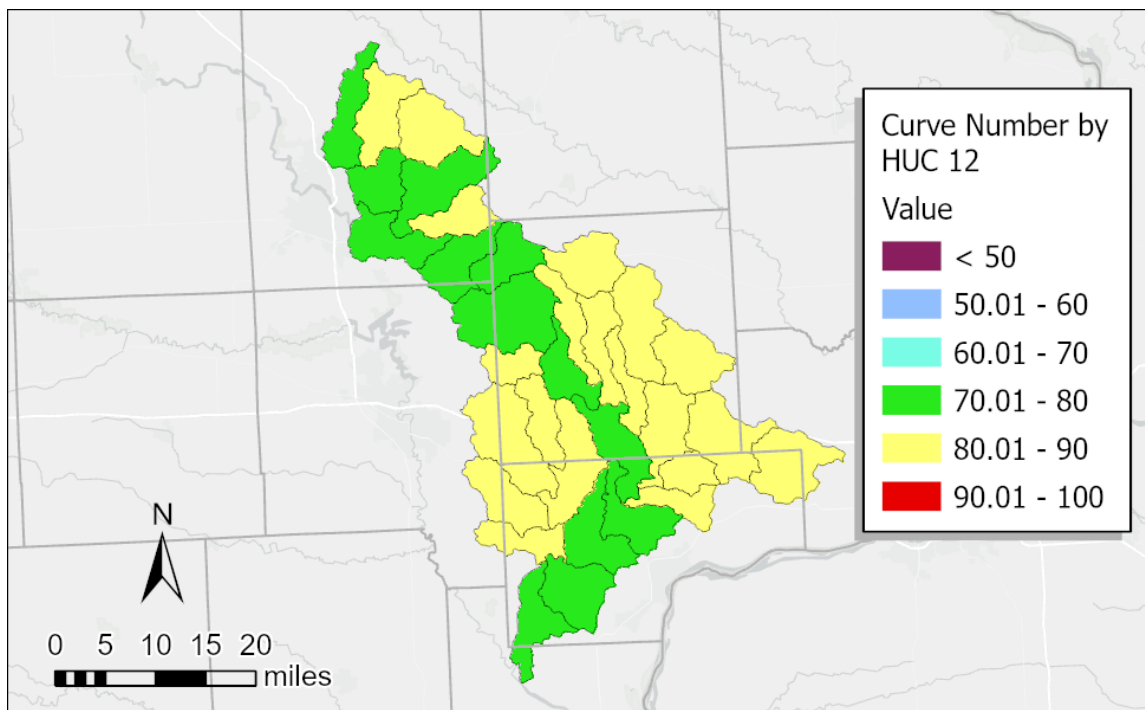 Curve Number by
HUC 12
Value
< 50
50.01 - 60
60.01 - 70
70.01 - 80
80.01 - 90
90.01 - 100
N
0 5 10 15 20
miles